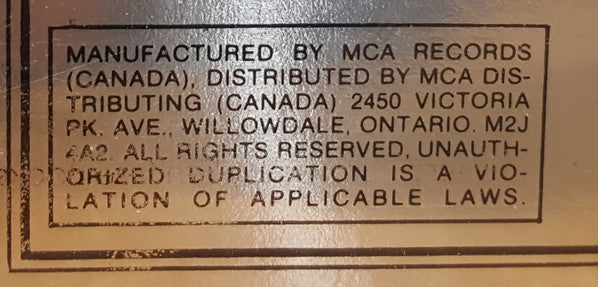 MANUFACTURED BY MCA RECORDS
(CANADA), DISTRIBUTED BY MCA DIS-
TRIBUTING (CANADA) 2450 VICTORIA
PK. AVE., WILLOWDALE, ONTARIO. M2J
4A2. ALL RIGHTS RESERVED, UNAUTH-
ORIZED DUPLICATION IS A VIO-
LATION OF APPLICABLE LAWS.